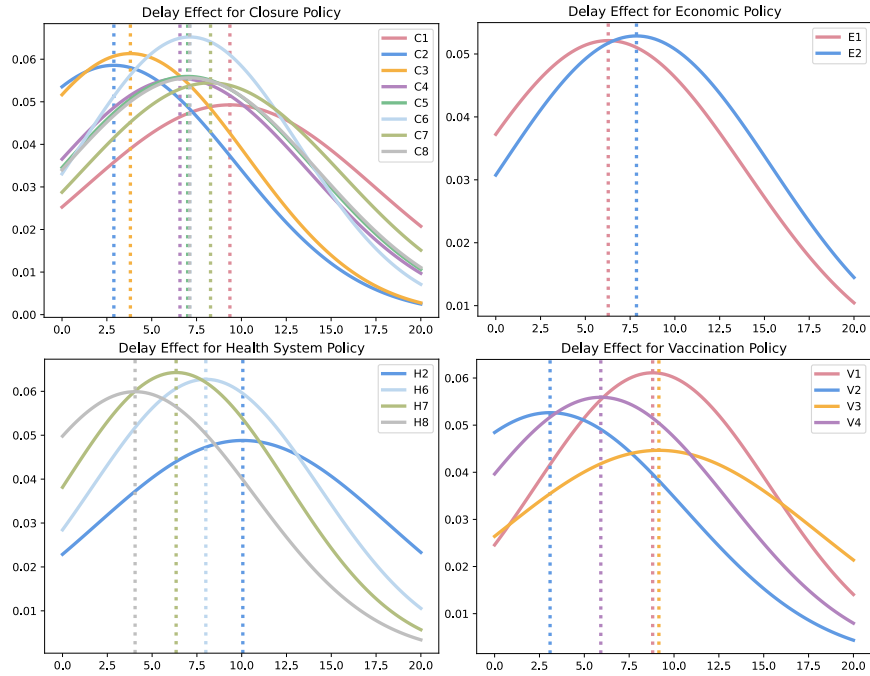 Delay Effect for Closure Policy
0.06
0.05
0.04
0.03
0.02
0.01
0.00
0.0 2.5 5.0 7.5 10.0 12.5 15.0 17.5 20.0
C1
C2
C3
C4
C5
C6
C7
C8
Delay Effect for Economic Policy
0.05
0.04
0.03
0.02
0.01
0.0 2.5 5.0 7.5 10.0 12.5 15.0 17.5 20.0
E1
E2
Delay Effect for Health System Policy
0.06
0.05
0.04
0.03
0.02
0.01
0.0 2.5 5.0 7.5 10.0 12.5 15.0 17.5 20.0
H2
H6
H7
H8
Delay Effect for Vaccination Policy
0.06
0.05
0.04
0.03
0.02
0.01
0.0 2.5 5.0 7.5 10.0 12.5 15.0 17.5 20.0
V1
V2
V3
V4